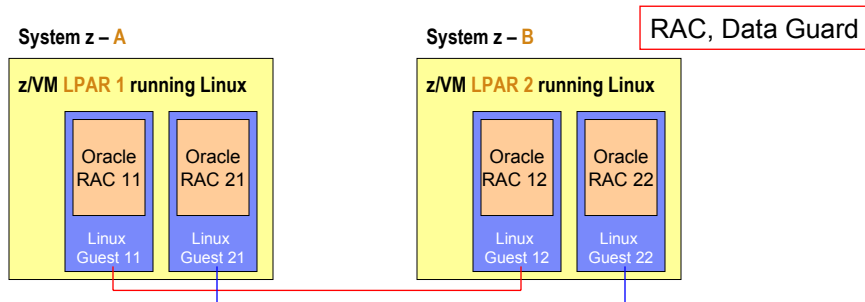 RAC, Data Guard
System z – A
System z – B
z/VM LPAR 1 running Linux
z/VM LPAR 2 running Linux
Oracle
RAC 11
Oracle
RAC 21
Oracle
RAC 12
Oracle
RAC 22
Linux
Guest 11
Linux
Guest 21
Linux
Guest 12
Linux
Guest 22